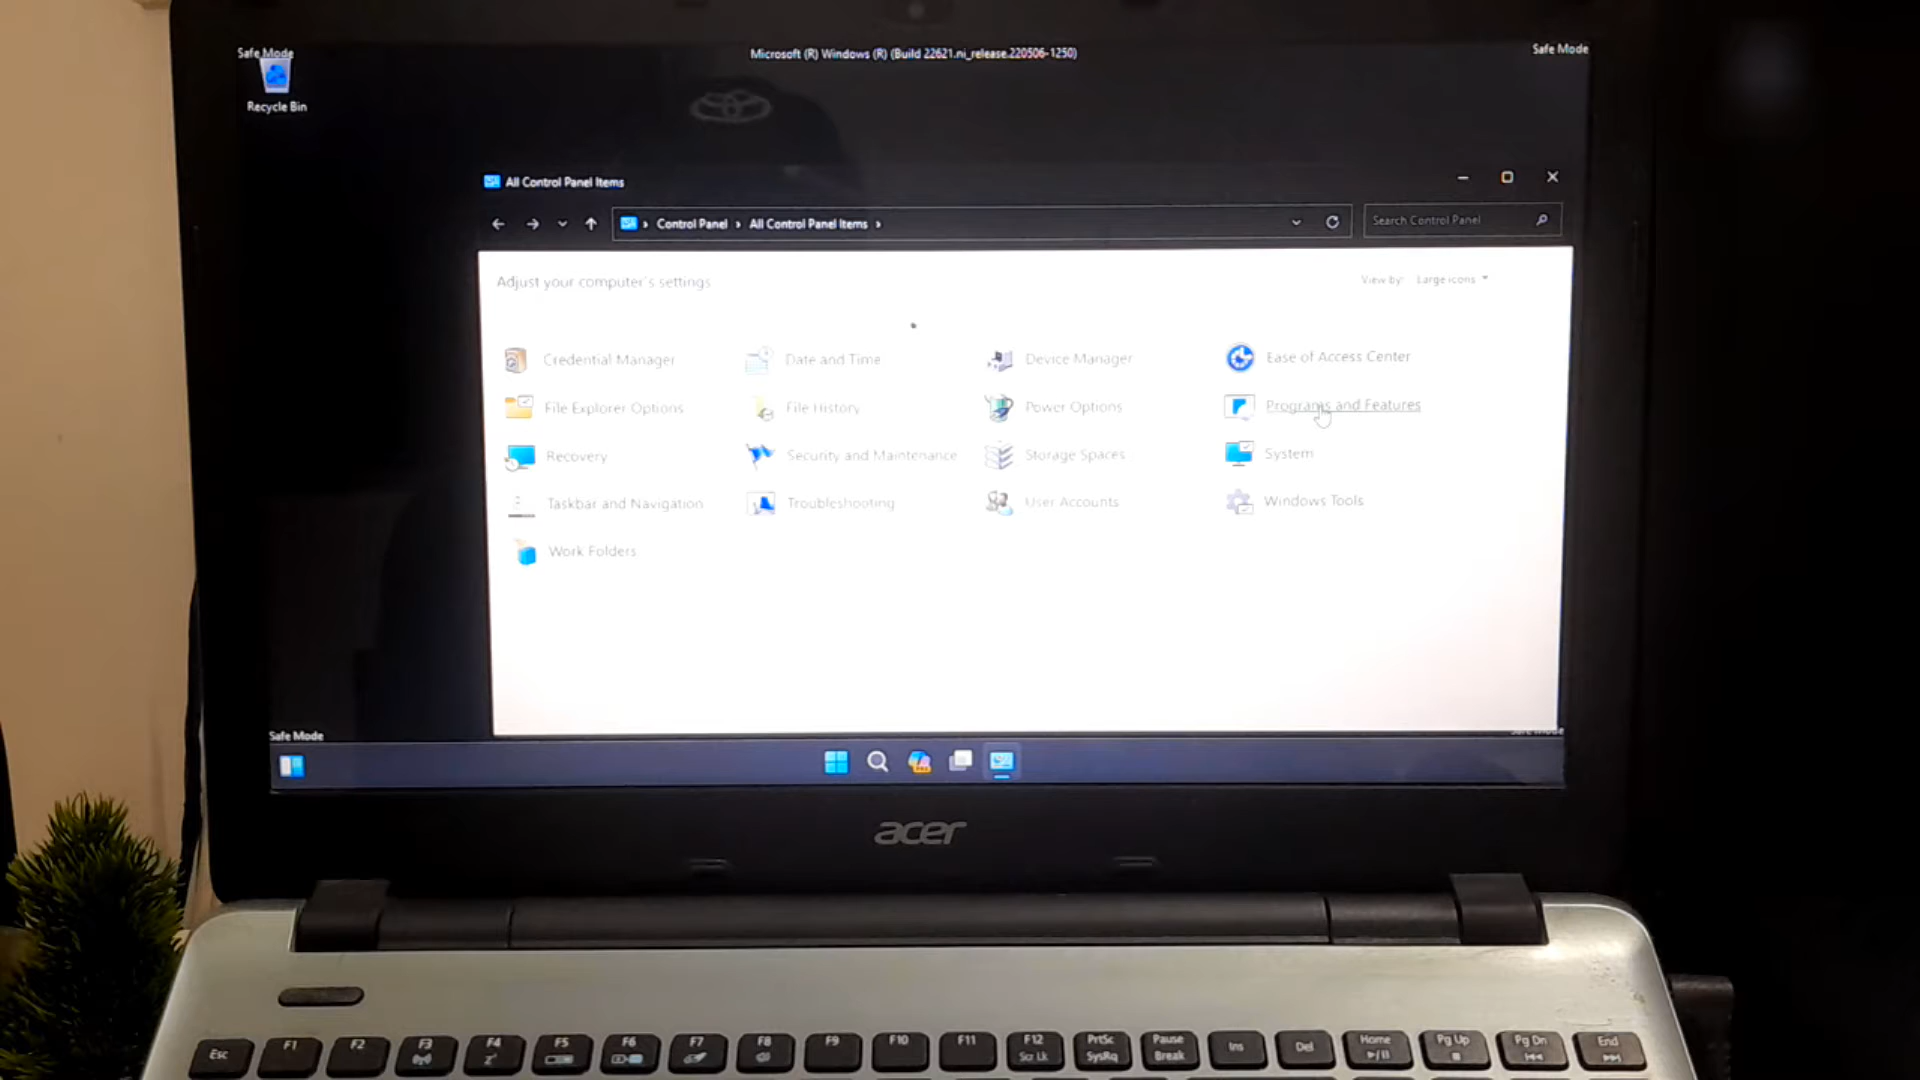 Safe Mode
Microsoft (R) Windows (R) (Build 22621.ni_release.220506-1250)
Safe Mode
Recycle Bin
All Control Panel Items
Control Panel › All Control Panel Items ›
Search Control Panel
Adjust your computer's settings
View by: Large icons
Credential Manager
Date and Time
Device Manager
Ease of Access Center
File Explorer Options
File History
Power Options
Programs and Features
Recovery
Security and Maintenance
Storage Spaces
System
Taskbar and Navigation
Troubleshooting
User Accounts
Windows Tools
Work Folders
Safe Mode
Safe Mode
acer
Esc
F1
F2
F3
F4
F5
F6
F7
F8
F9
F10
F11
F12
Scr Lk
PrtSc
SysRq
Pause
Break
Ins
Del
Home
Pg Up
Pg Dn
End